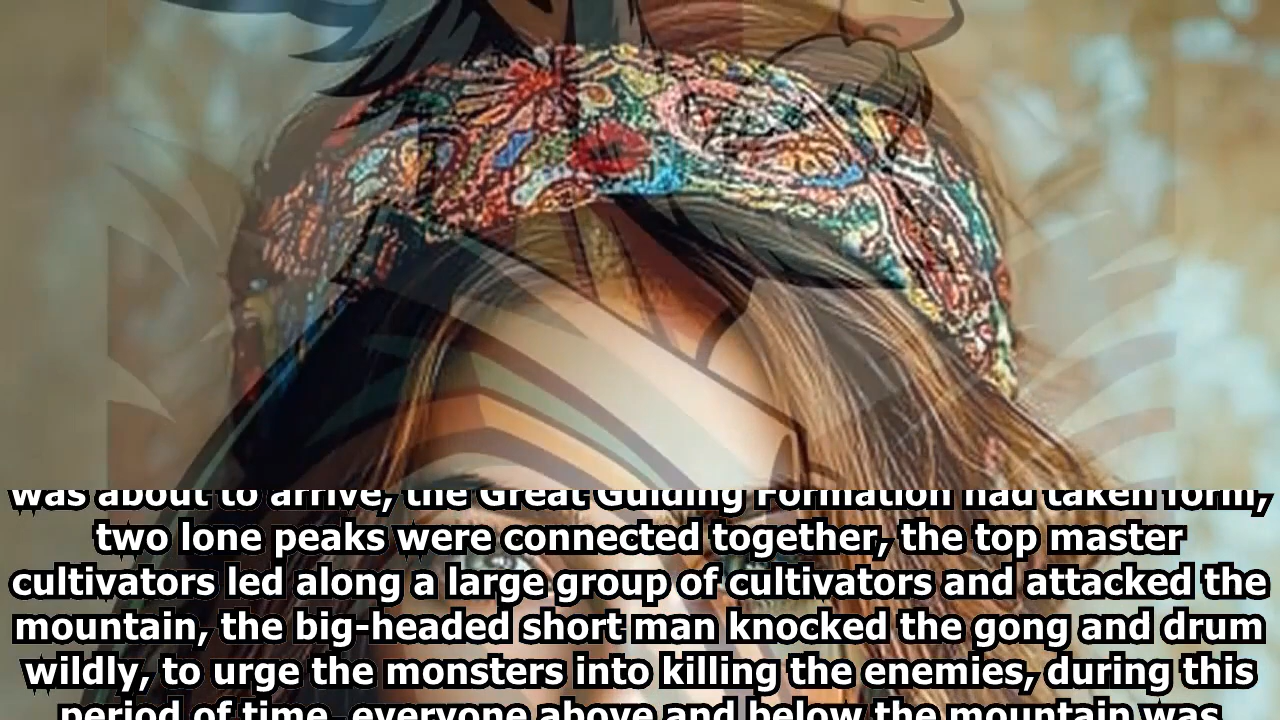 was about to arrive, the Great Guiding Formation had taken form,
two lone peaks were connected together, the top master
cultivators led along a large group of cultivators and attacked the
mountain, the big-headed short man knocked the gong and drum
wildly, to urge the monsters into killing the enemies, during this
period of time, everyone above and below the mountain was